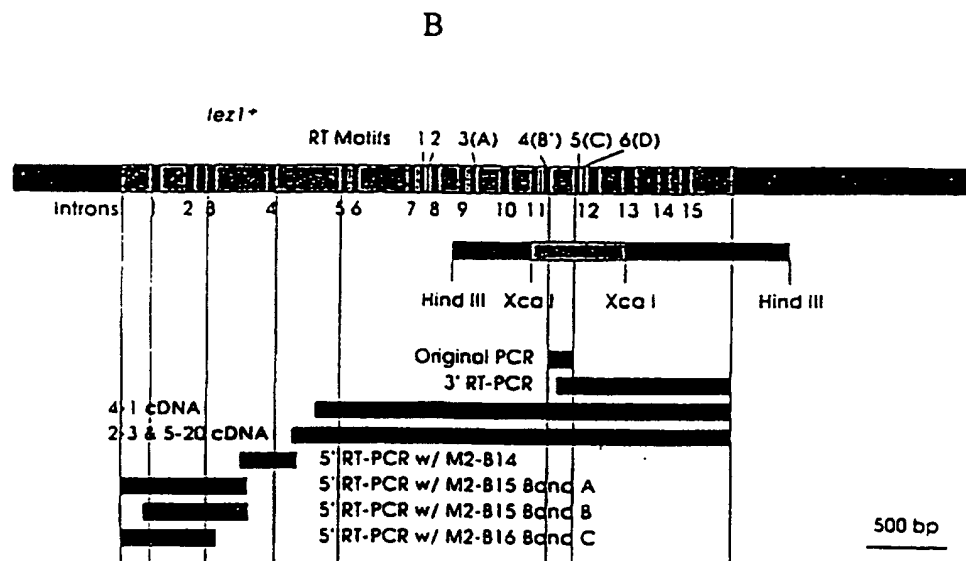 B
tez1+
RT Motifs 1 2 3(A) 4(B') 5(C) 6(D)
Introns 1 2 3 4 5 6 7 8 9 10 11 12 13 14 15
Hind III Xca I Xca I Hind III
Original PCR
3' RT-PCR
4-1 cDNA
2-3 & 5-20 cDNA
5' RT-PCR w/ M2-B14
5' RT-PCR w/ M2-B15 Band A
5' RT-PCR w/ M2-B15 Band B
5' RT-PCR w/ M2-B16 Band C
500 bp